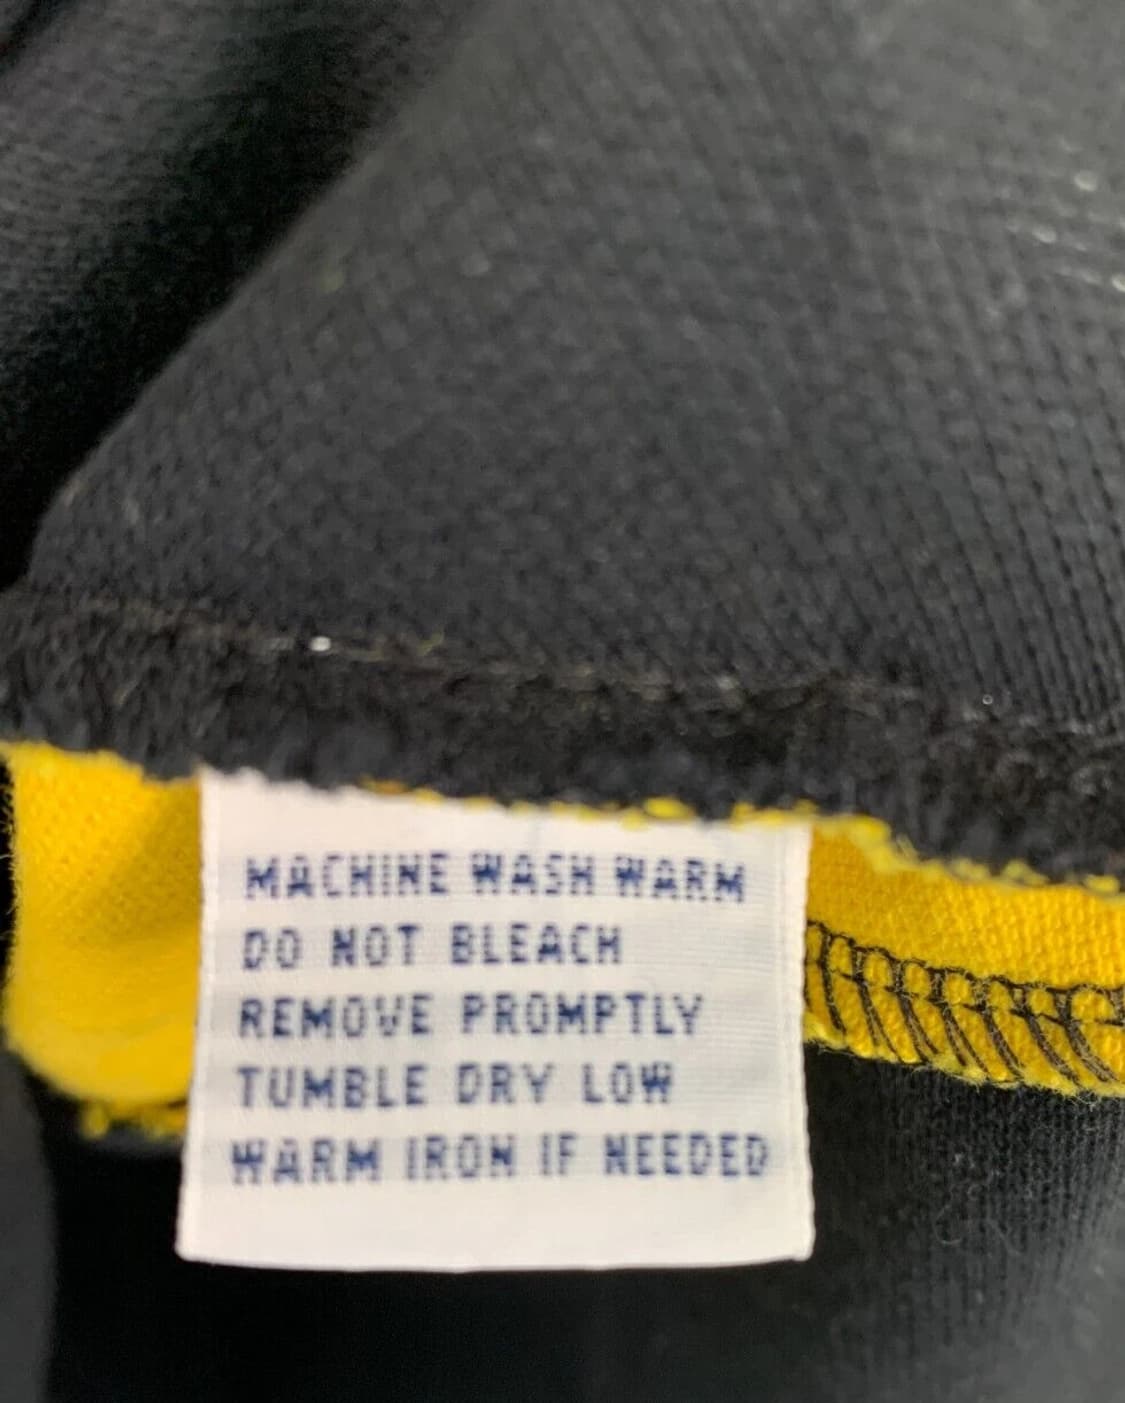 MACHINE WASH WARM
DO NOT BLEACH
REMOVE PROMPTLY
TUMBLE DRY LOW
WARM IRON IF NEEDED